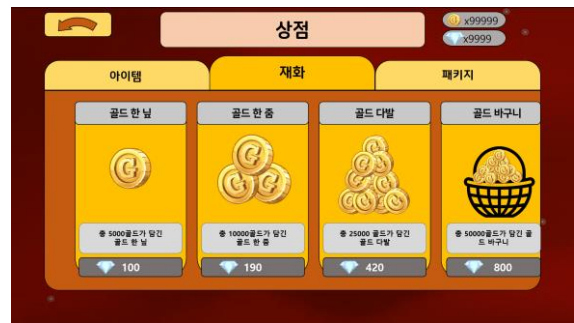 상점
x99999
x9999
아이템
재화
패키지
골드 한 닢
골드 한 줌
골드 다발
골드 바구니
총 5000골드가 담긴
골드 한 닢
총 10000골드가 담긴
골드 한 줌
총 25000 골드가 담긴
골드 다발
총 50000골드가 담긴 골
드 바구니
100
190
420
800